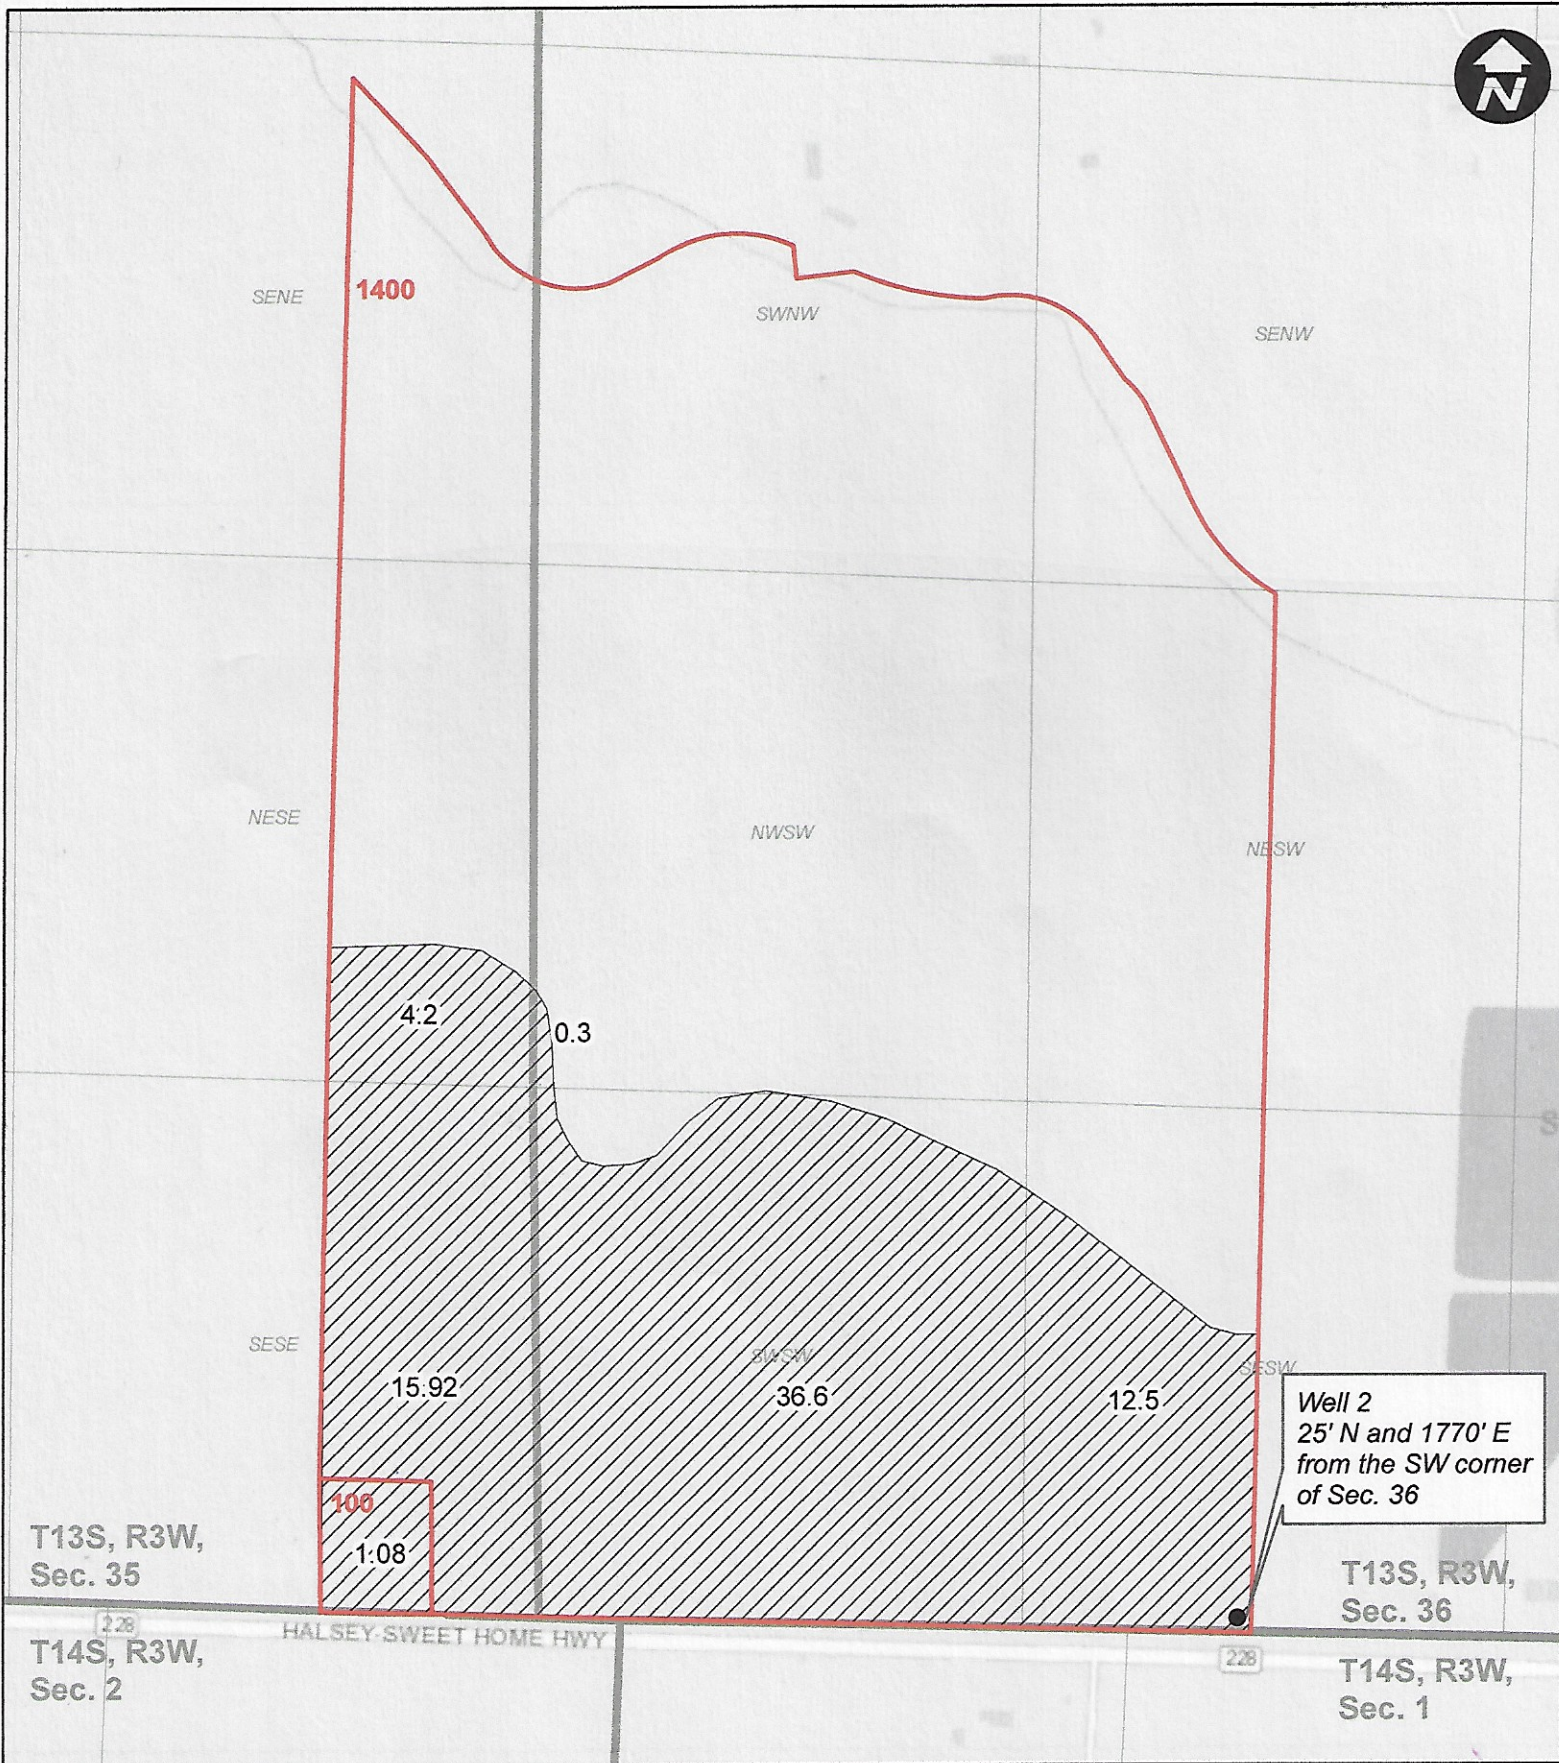 N
1400
SENE
SWNW
SENW
NESE
NWSW
NESW
4.2
0.3
S
SESE
SWSW
SESW
15.92
36.6
12.5
Well 2
25' N and 1770' E
from the SW corner
of Sec. 36
100
1.08
T13S, R3W,
Sec. 35
T13S, R3W,
Sec. 36
228
HALSEY-SWEET HOME HWY
228
T14S, R3W,
Sec. 2
T14S, R3W,
Sec. 1